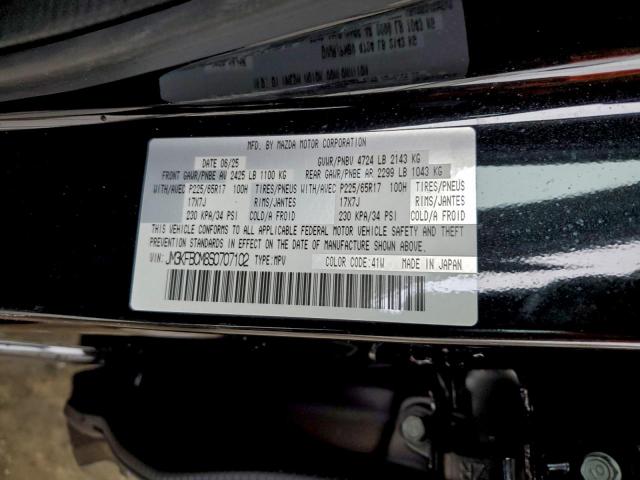 MFD. BY MAZDA MOTOR CORPORATION
DATE 06/25 GVWR/PNBV 4724 LB 2143 KG
FRONT GAWR/PNBE AV 2425 LB 1100 KG REAR GAWR/PNBE AR 2299 LB 1043 KG
WITH/AVEC P225/65R17 100H TIRES/PNEUS WITH/AVEC P225/65R17 100H TIRES/PNEUS
17X7J RIMS/JANTES 17X7J RIMS/JANTES
230 KPA/34 PSI COLD/A FROID 230 KPA/34 PSI COLD/A FROID
THIS VEHICLE CONFORMS TO ALL APPLICABLE FEDERAL MOTOR VEHICLE SAFETY, BUMPER, AND THEFT
PREVENTION STANDARDS IN EFFECT ON THE DATE OF MANUFACTURE SHOWN ABOVE.
VIN: JM3KFBCM8S0707102 TYPE: MPV COLOR CODE: 41W MADE IN JAPAN